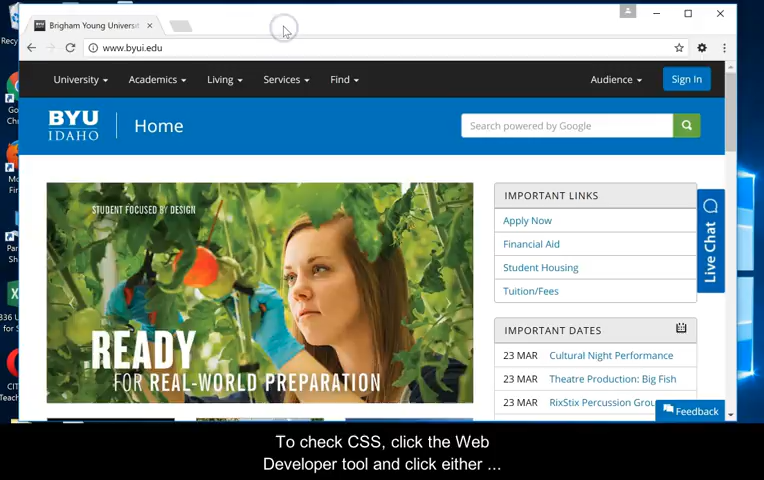 Brigham Young Universi
www.byui.edu
University Academics Living Services Find Audience Sign In
BYU
IDAHO
Home
Search powered by Google
STUDENT FOCUSED BY DESIGN
READY
FOR REAL-WORLD PREPARATION
IMPORTANT LINKS
Apply Now
Financial Aid
Student Housing
Tuition/Fees
IMPORTANT DATES
23 MAR Cultural Night Performance
23 MAR Theatre Production: Big Fish
23 MAR RixStix Percussion Grou
Live Chat
Feedback
To check CSS, click the Web
Developer tool and click either ...